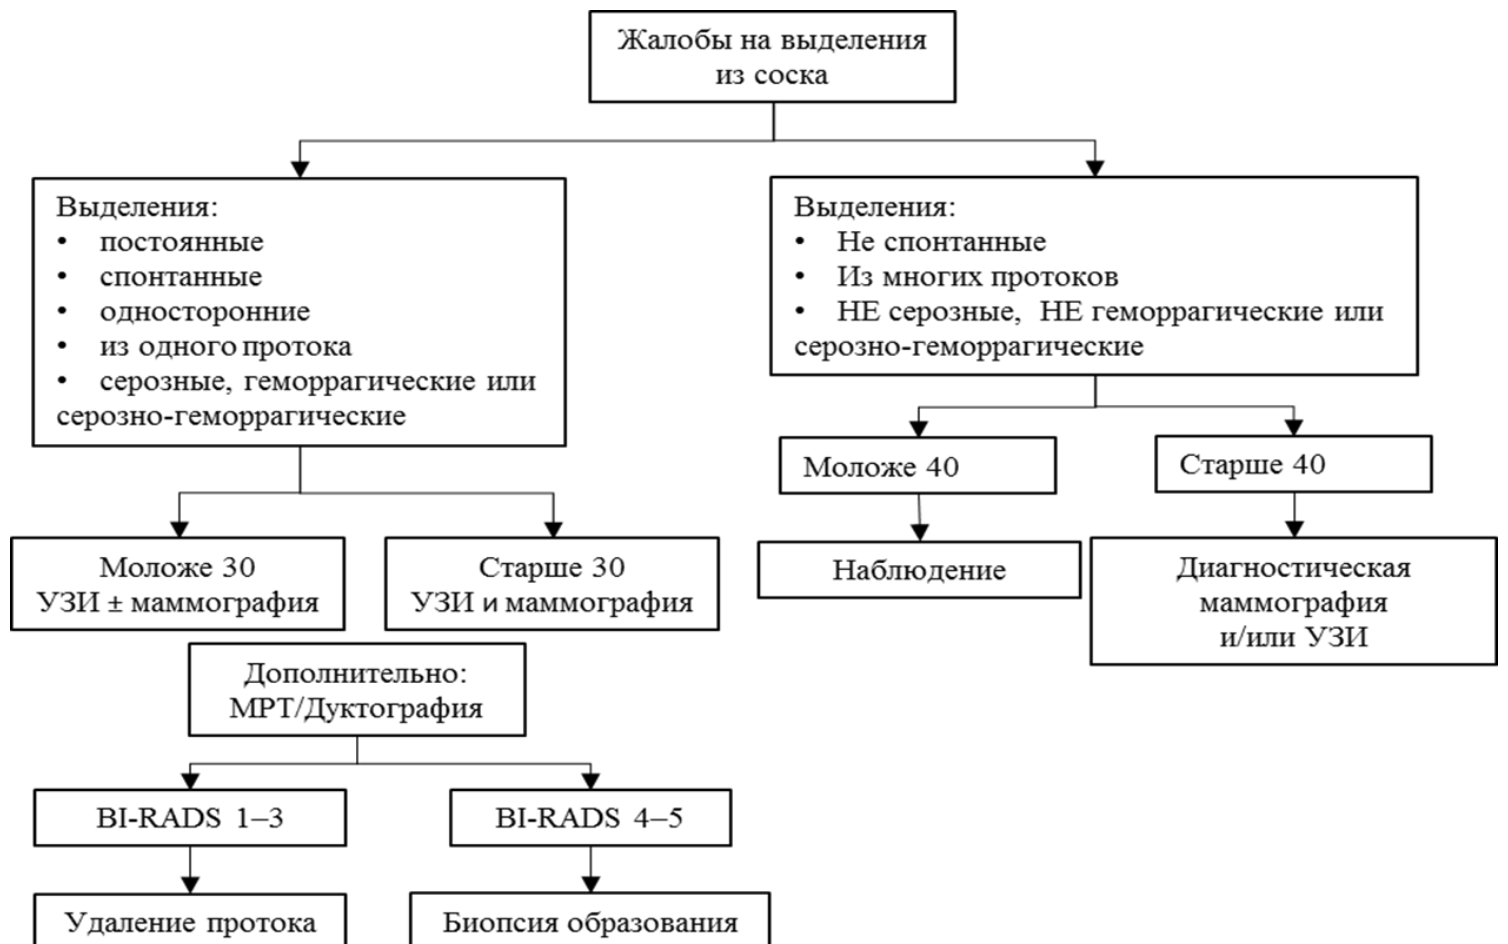 Жалобы на выделения
из соска
Выделения:
• постоянные
• спонтанные
• односторонние
• из одного протока
• серозные, геморрагические или
серозно-геморрагические
Выделения:
• Не спонтанные
• Из многих протоков
• НЕ серозные, НЕ геморрагические или
серозно-геморрагические
Моложе 40
Старше 40
Наблюдение
Диагностическая
маммография
и/или УЗИ
Моложе 30
УЗИ ± маммография
Старше 30
УЗИ и маммография
Дополнительно:
МРТ/Дуктография
BI-RADS 1–3
BI-RADS 4–5
Удаление протока
Биопсия образования